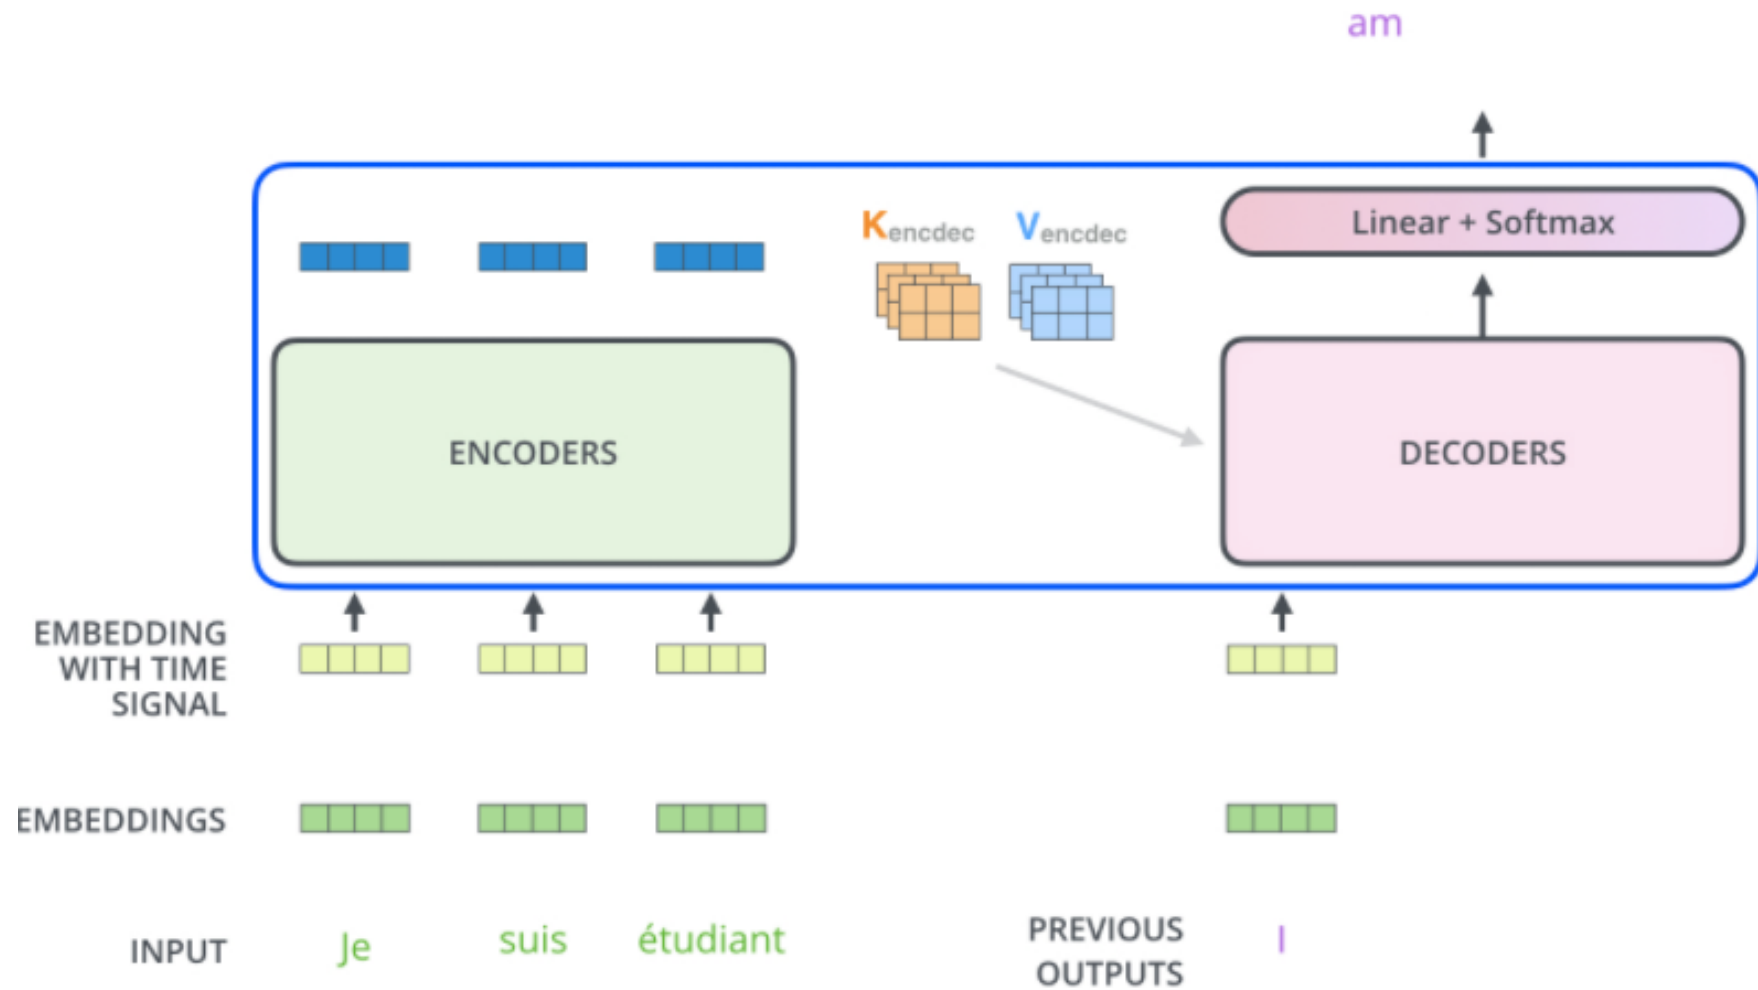 am
Kencdec Vencdec
Linear + Softmax
ENCODERS
DECODERS
EMBEDDING
WITH TIME
SIGNAL
EMBEDDINGS
INPUT
Je suis étudiant
PREVIOUS
OUTPUTS
I